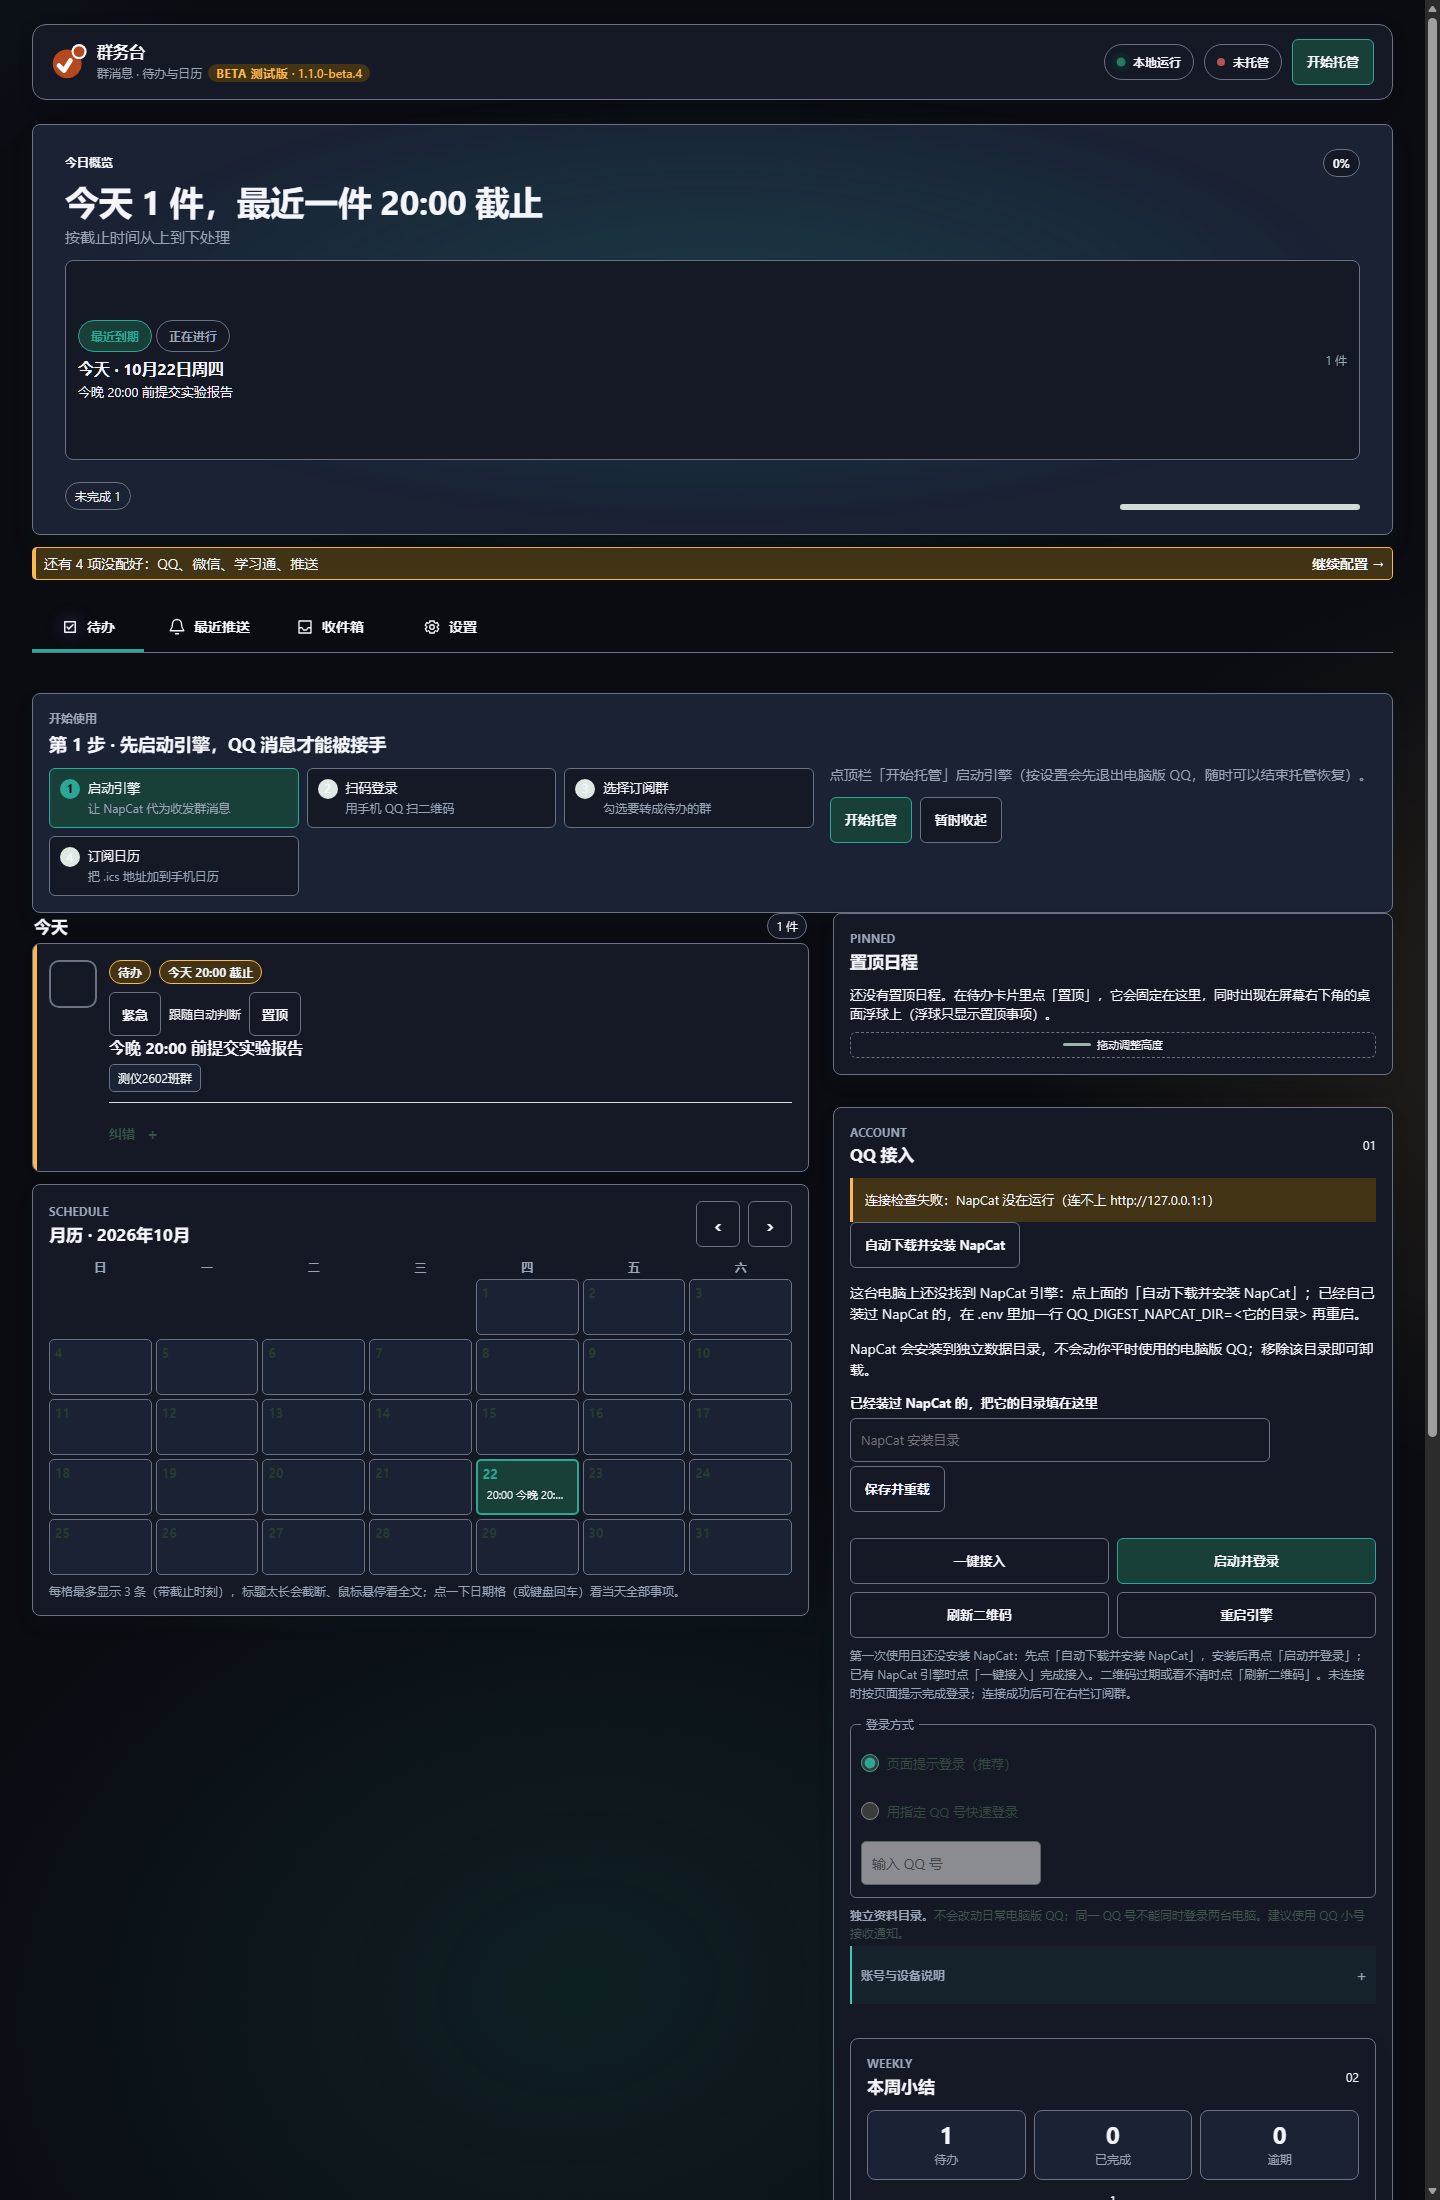 群务台
群消息 · 待办与日历 BETA 测试版 · 1.1.0-beta.4
本地运行
未托管
开始托管
今日概览
0%
今天 1 件，最近一件 20:00 截止
按截止时间从上到下处理
最近到期 正在进行
今天 · 10月22日周四
今晚 20:00 前提交实验报告
1 件
未完成 1
还有 4 项没配好：QQ、微信、学习通、推送
继续配置 →
待办
最近推送
收件箱
设置
开始使用
第 1 步 · 先启动引擎，QQ 消息才能被接手
1 启动引擎
让 NapCat 代为收发群消息
2 扫码登录
用手机 QQ 扫二维码
3 选择订阅群
勾选要转成待办的群
4 订阅日历
把 .ics 地址加到手机日历
点顶栏「开始托管」启动引擎（按设置会先退出电脑版 QQ，随时可以结束托管恢复）。
开始托管
暂时收起
今天
1 件
待办 今天 20:00 截止
紧急 跟随自动判断 置顶
今晚 20:00 前提交实验报告
测仪2602班群
纠错 +
SCHEDULE
月历 · 2026年10月
‹ ›
日 一 二 三 四 五 六
1 2 3
4 5 6 7 8 9 10
11 12 13 14 15 16 17
18 19 20 21 22 23 24
20:00 今晚 20:...
25 26 27 28 29 30 31
每格最多显示 3 条（带截止时刻），标题太长会截断、鼠标悬停看全文；点一下日期格（或键盘回车）看当天全部事项。
PINNED
置顶日程
还没有置顶日程。在待办卡片里点「置顶」，它会固定在这里，同时出现在屏幕右下角的桌
面浮球上（浮球只显示置顶事项）。
拖动调整高度
ACCOUNT
QQ 接入
01
连接检查失败：NapCat 没在运行（连不上 http://127.0.0.1:1）
自动下载并安装 NapCat
这台电脑上还没找到 NapCat 引擎：点上面的「自动下载并安装 NapCat」；已经自己
装过 NapCat 的，在 .env 里加一行 QQ_DIGEST_NAPCAT_DIR=<它的目录> 再重启。
NapCat 会安装到独立数据目录，不会动你平时使用的电脑版 QQ；移除该目录即可卸
载。
已经装过 NapCat 的，把它的目录填在这里
NapCat 安装目录
保存并重载
一键接入
启动并登录
刷新二维码
重启引擎
第一次使用且还没安装 NapCat：先点「自动下载并安装 NapCat」，安装后再点「启动并登录」；
已有 NapCat 引擎时点「一键接入」完成接入。二维码过期或看不清时点「刷新二维码」。未连接
时按页面提示完成登录；连接成功后可在右栏订阅群。
登录方式
页面提示登录（推荐）
用指定 QQ 号快速登录
输入 QQ 号
独立资料目录。不会改动日常电脑版 QQ；同一 QQ 号不能同时登录两台电脑。建议使用 QQ 小号
接收通知。
账号与设备说明 +
WEEKLY
本周小结
02
1
待办
0
已完成
0
逾期